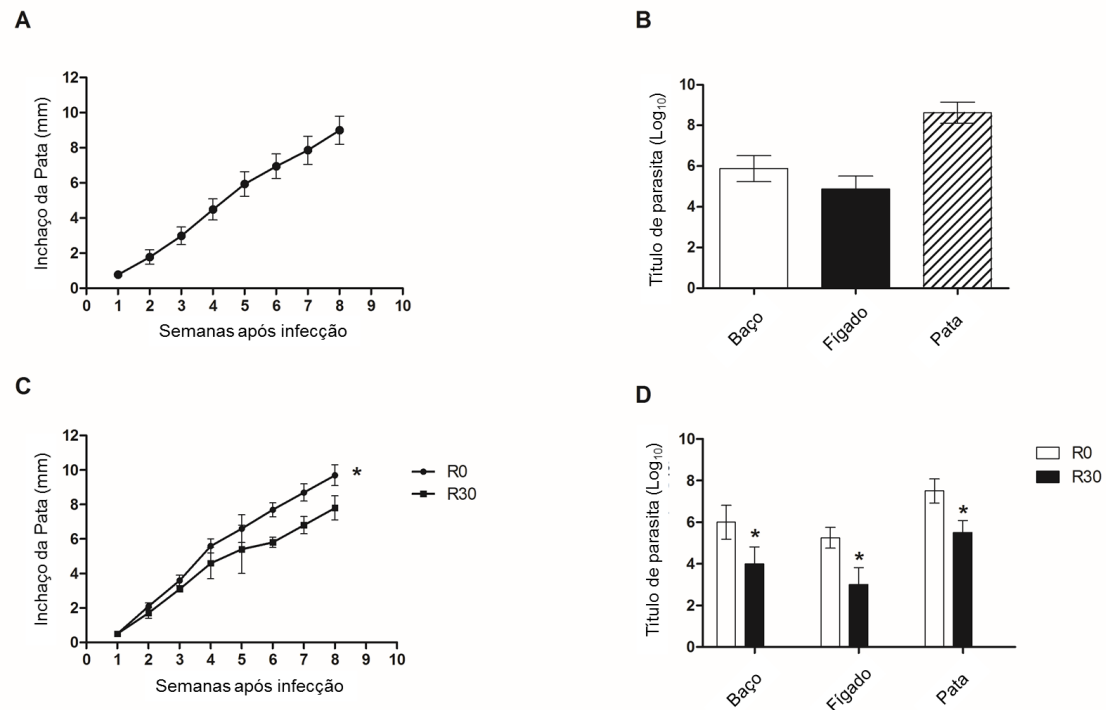 A
Inchaço da Pata (mm)
12
10
8
6
4
2
0
0 1 2 3 4 5 6 7 8 9 10
Semanas após infecção
B
Título de parasita (Log10)
10
8
6
4
2
0
Baço
Fígado
Pata
C
Inchaço da Pata (mm)
12
10
8
6
4
2
0
0 1 2 3 4 5 6 7 8 9 10
Semanas após infecção
*
R0
R30
D
Título de parasita (Log10)
10
8
6
4
2
0
* * *
Baço
Fígado
Pata
R0
R30